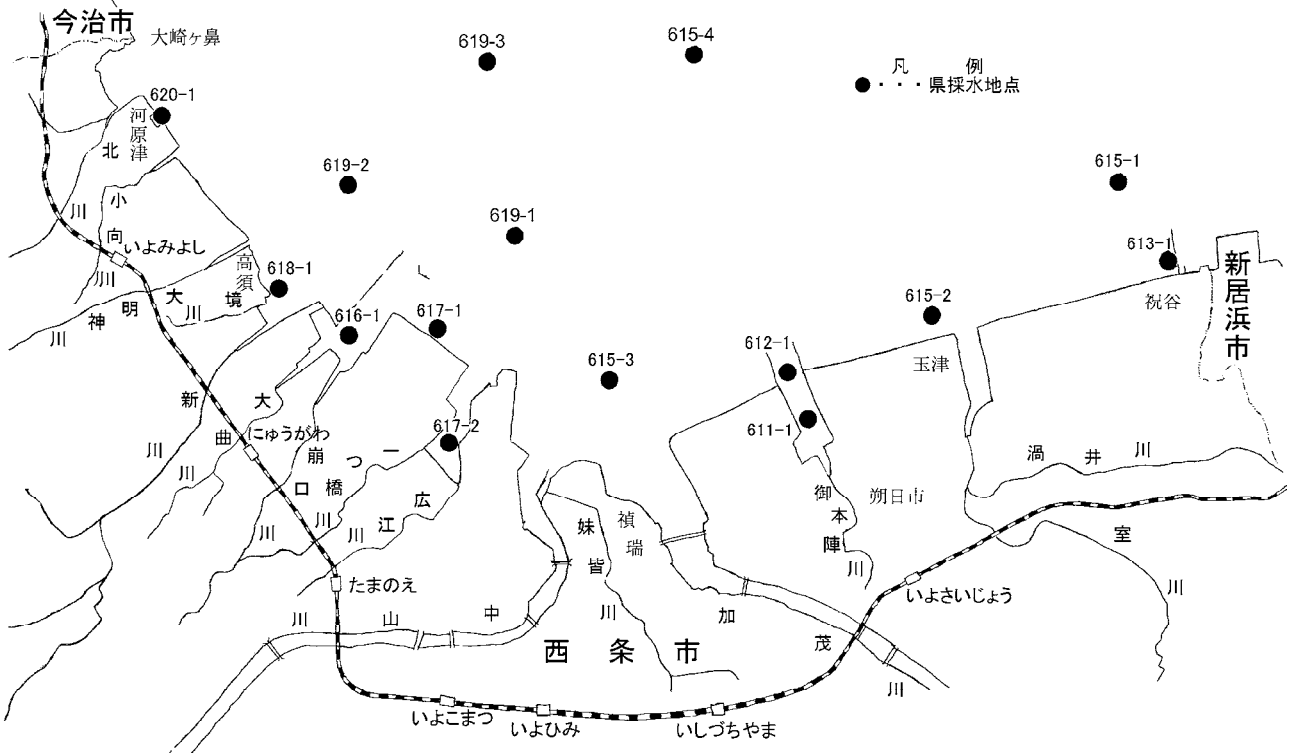 今治市
大崎ヶ鼻
619-3
615-4
凡例
●・・・県採水地点
620-1
河原津
北川
619-2
615-1
小向川
619-1
613-1
新居浜市
いよみよし
高須
618-1
大明神川
境川
616-1
617-1
615-2
祝谷
612-1
玉津
615-3
新川
大曲川
にゅうがわ
617-2
611-1
崩口川
一つ橋川
広江川
渦井川
御本陣川
朔日市
妹皆川
禎瑞
室川
たまのえ
いよさいじょう
中山川
加茂川
西条市
いよこまつ
いよひみ
いしづちやま